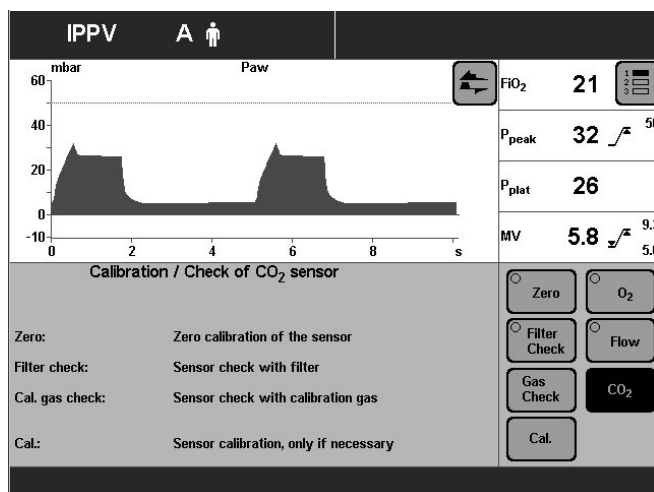 IPPV A
mbar Paw
60
40
20
0
-10
0 2 4 6 8 s
FiO2 21
1
2
3
Ppeak 32
Pplat 26
MV 5.8
Calibration / Check of CO2 sensor
Zero: Zero calibration of the sensor
Filter check: Sensor check with filter
Cal. gas check: Sensor check with calibration gas
Cal.: Sensor calibration, only if necessary
Zero O2
Filter
Check
Flow
Gas
Check
CO2
Cal.